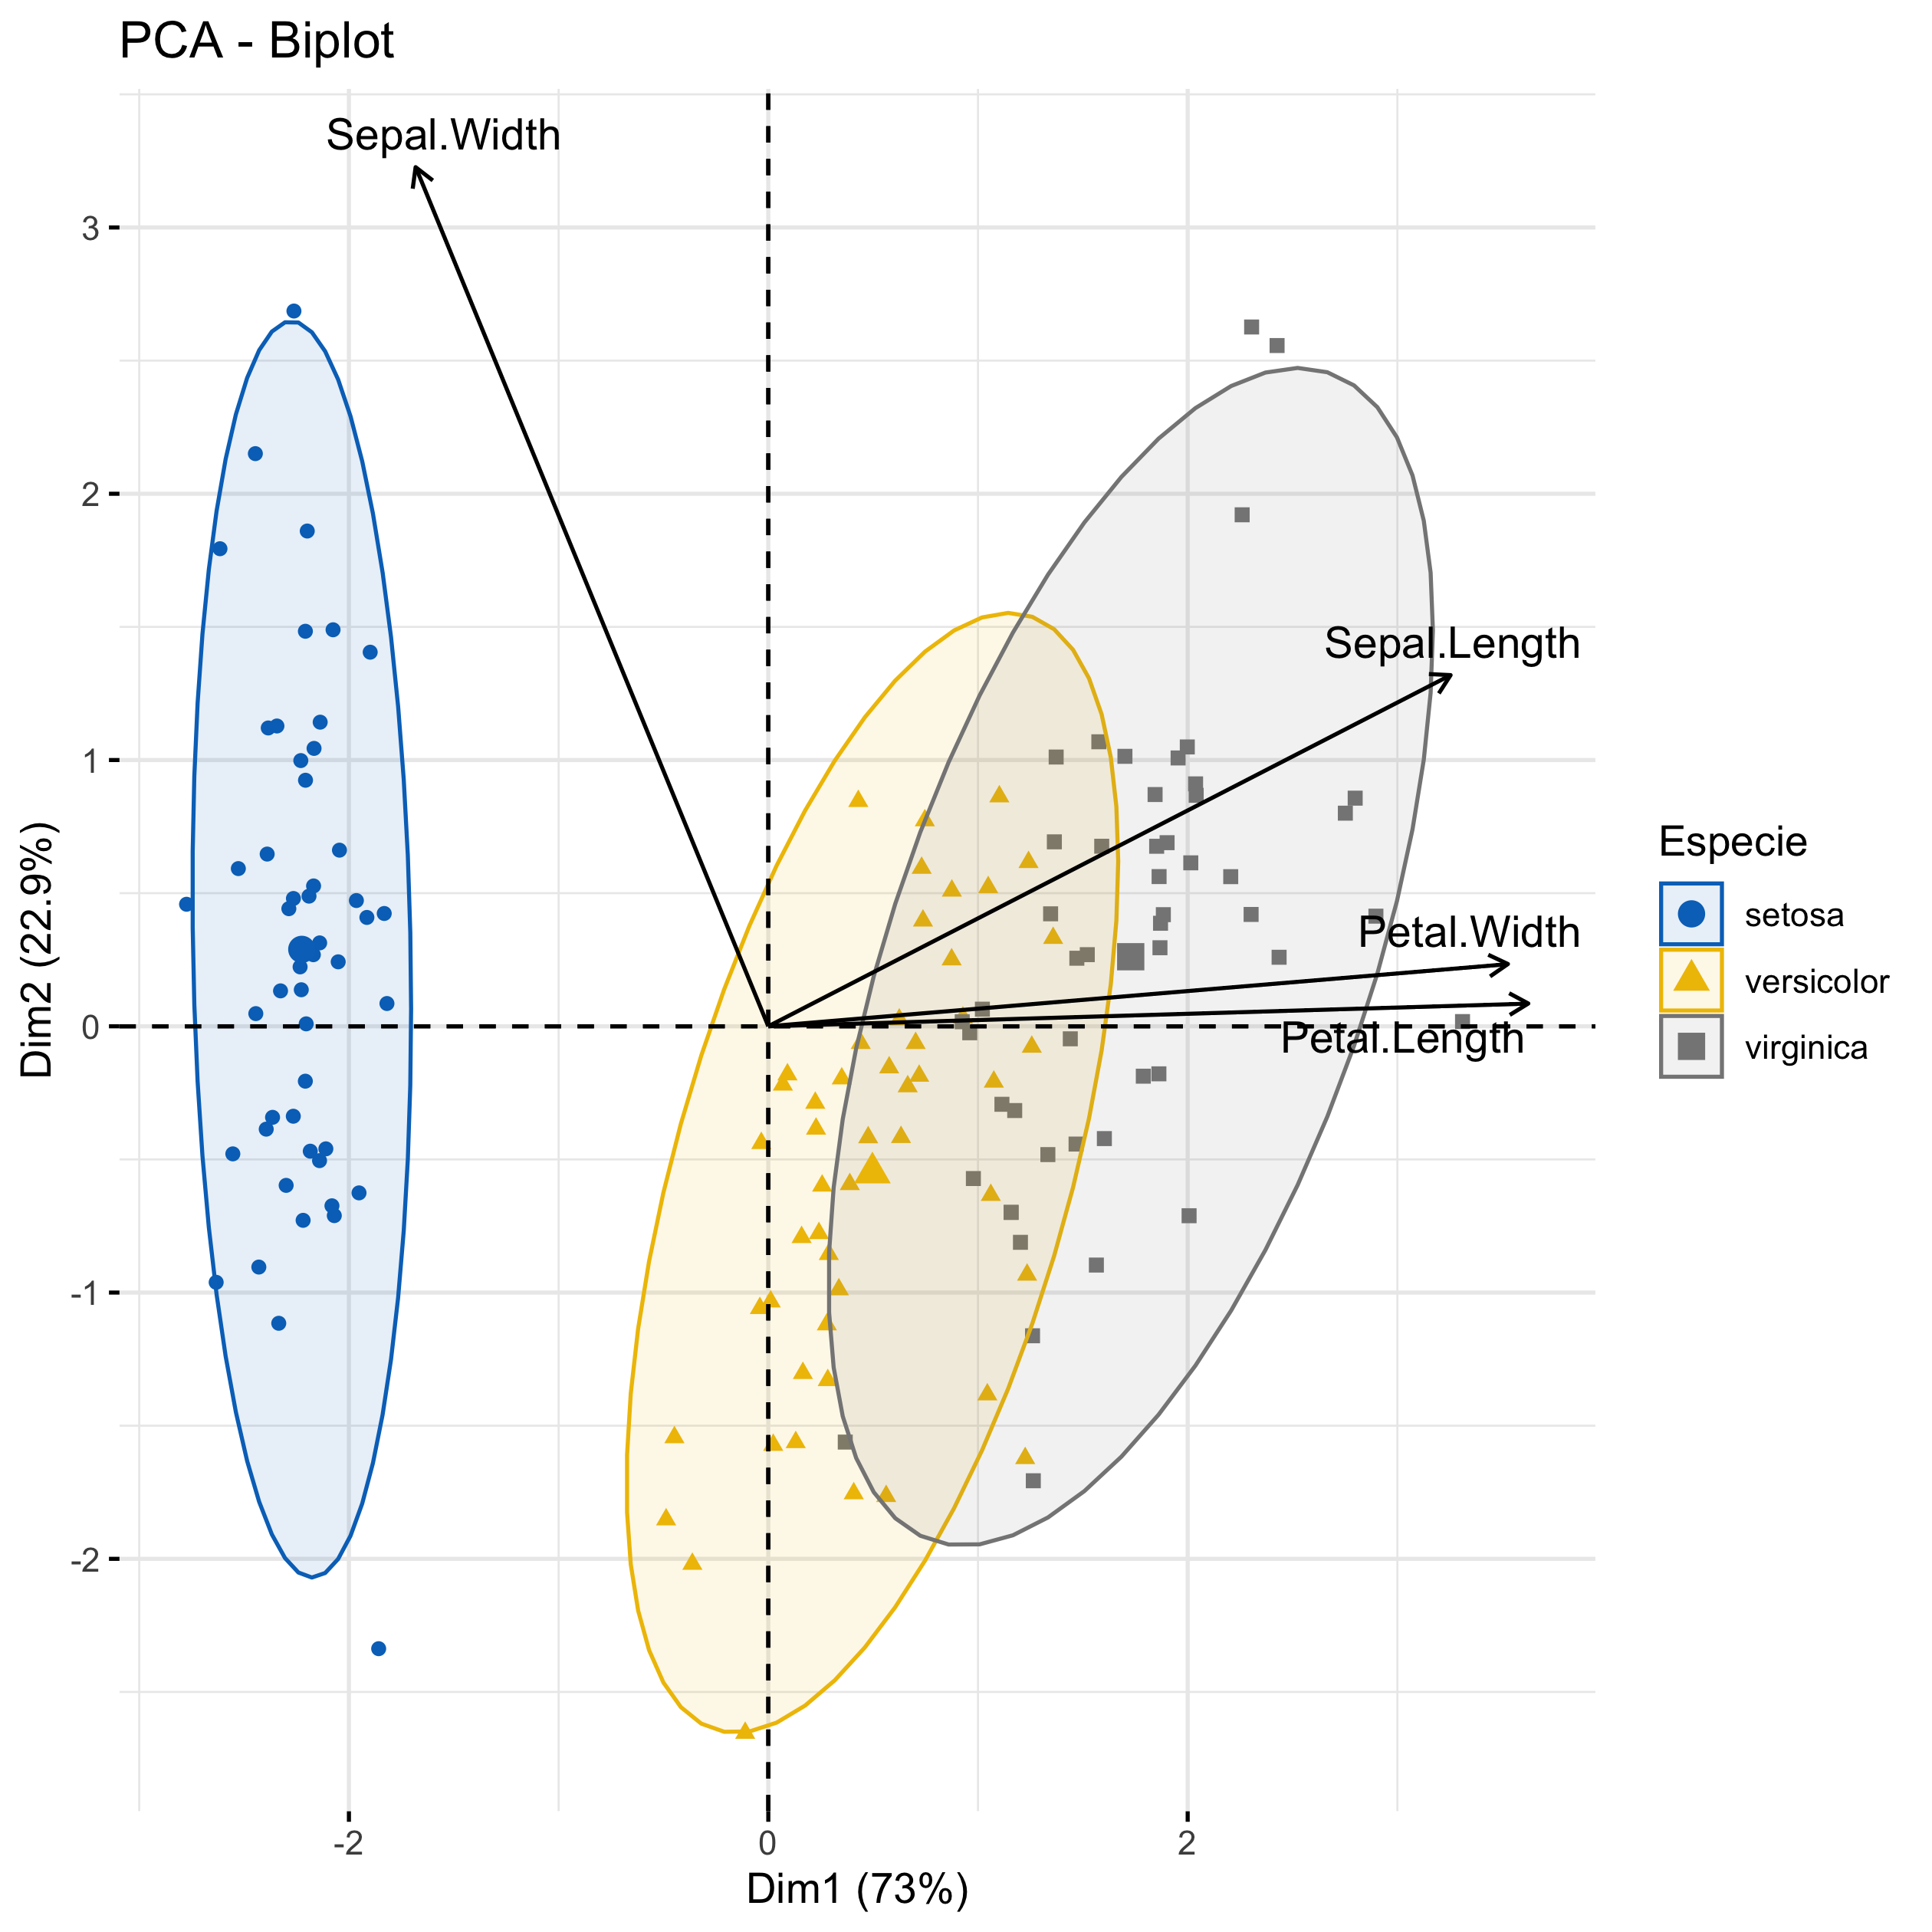 PCA - Biplot
Sepal.Width
Sepal.Length
Petal.Width
Petal.Length
3
2
1
0
-1
-2
-2
0
2
Dim1 (73%)
Dim2 (22.9%)
Especie
setosa
versicolor
virginica